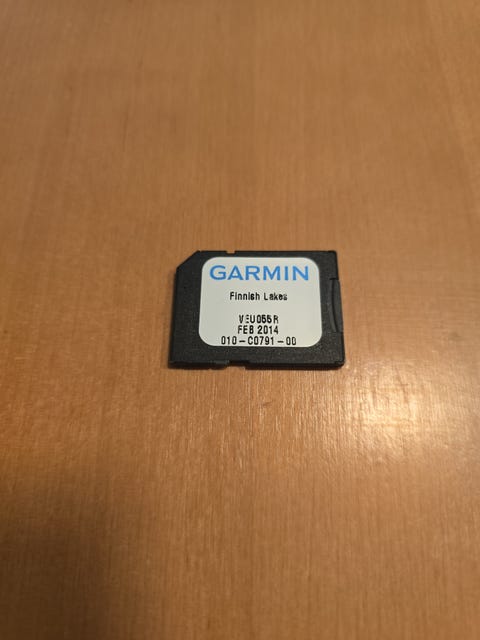 GARMIN
Finnish Lakes
VEU055R
FEB 2014
010-C0791-00